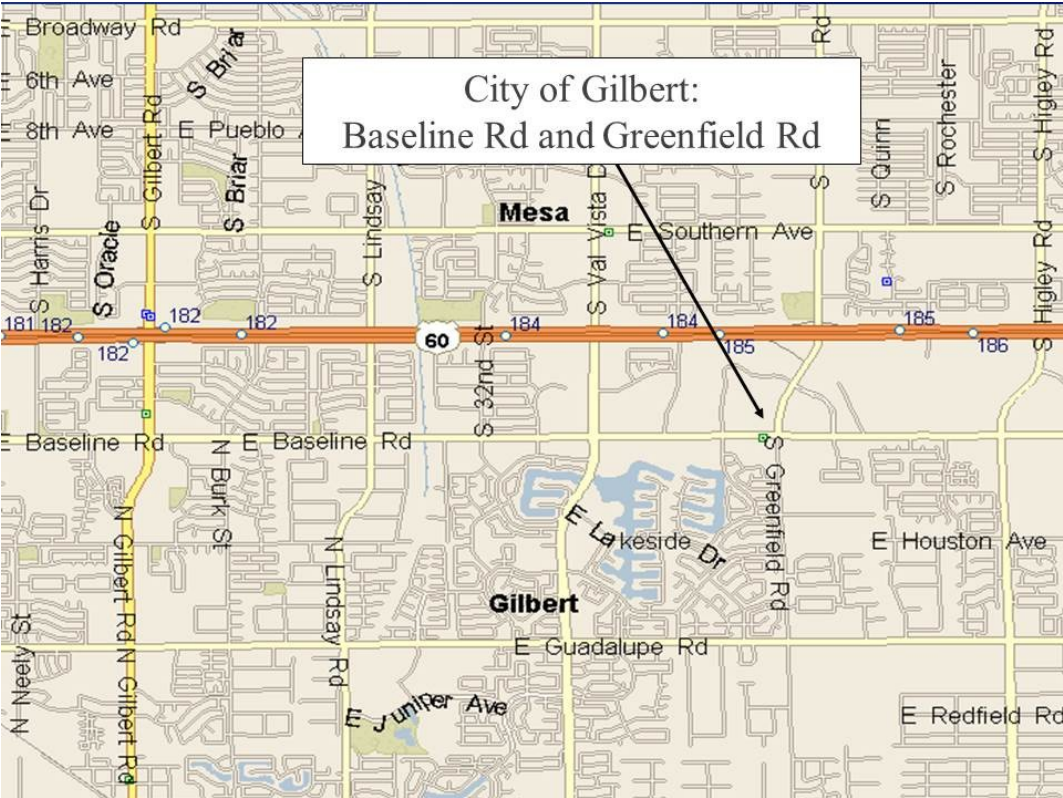 City of Gilbert:
Baseline Rd and Greenfield Rd
E Broadway Rd
S Briar
Rd
E 6th Ave
E 8th Ave
E Pueblo
S Gilbert Rd
S Briar
S Lindsay
S Quinn
S Rochester
S Higley Rd
S Harris Dr
S Oracle
Mesa
S Val Vista D
E Southern Ave
S
S Higley Rd
181
182
182
182
182
60
184
184
185
185
186
S 32nd St
E Baseline Rd
E Baseline Rd
N Burk St
S Greenfield Rd
N Gilbert Rd
N Lindsay Rd
E Lakeside Dr
E Houston Ave
Gilbert
N Neely St
N Gilbert Rd
E Guadalupe Rd
E Juniper Ave
E Redfield Rd